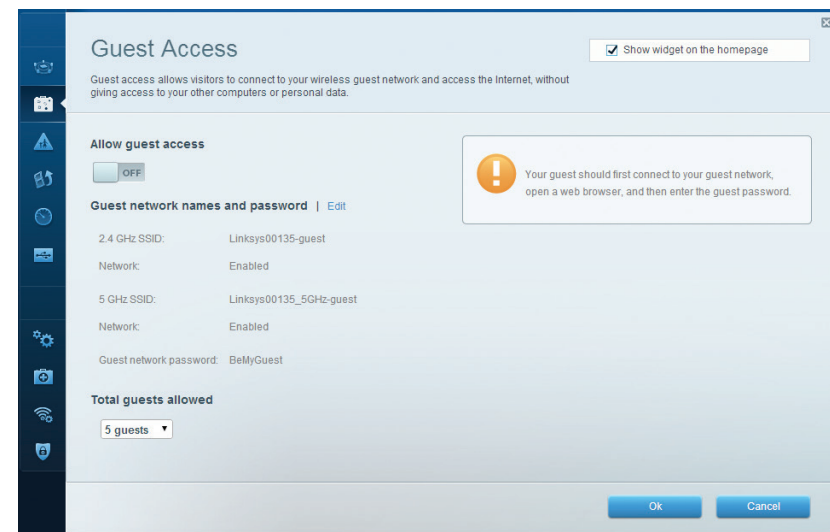 Guest Access
Show widget on the homepage
Guest access allows visitors to connect to your wireless guest network and access the Internet, without
giving access to your other computers or personal data.
Allow guest access
OFF
Your guest should first connect to your guest network,
open a web browser, and then enter the guest password.
Guest network names and password | Edit
2.4 GHz SSID: Linksys00135-guest
Network: Enabled
5 GHz SSID: Linksys00135_5GHz-guest
Network: Enabled
Guest network password: BeMyGuest
Total guests allowed
5 guests
Ok Cancel